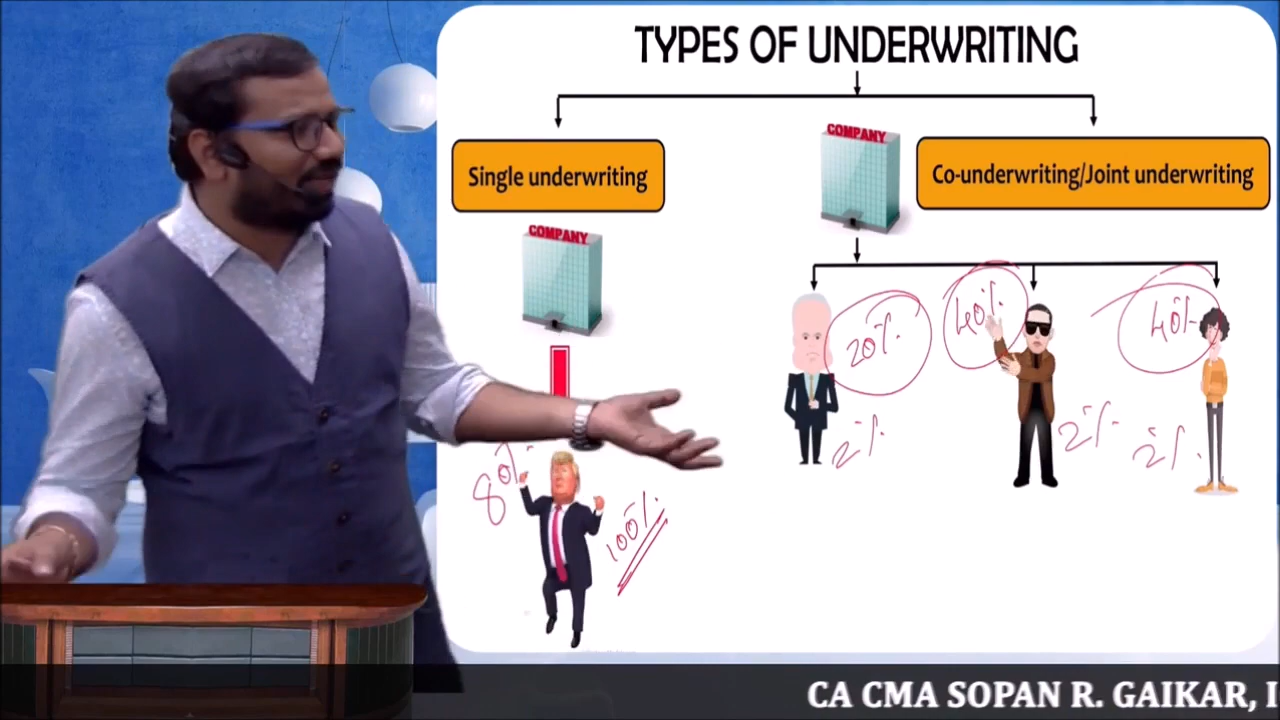 TYPES OF UNDERWRITING
COMPANY
Single underwriting
Co-underwriting/Joint underwriting
COMPANY
20%
40%
40%
2%
2%
2%
80%
100%
CA CMA SOPAN R. GAIKAR, I